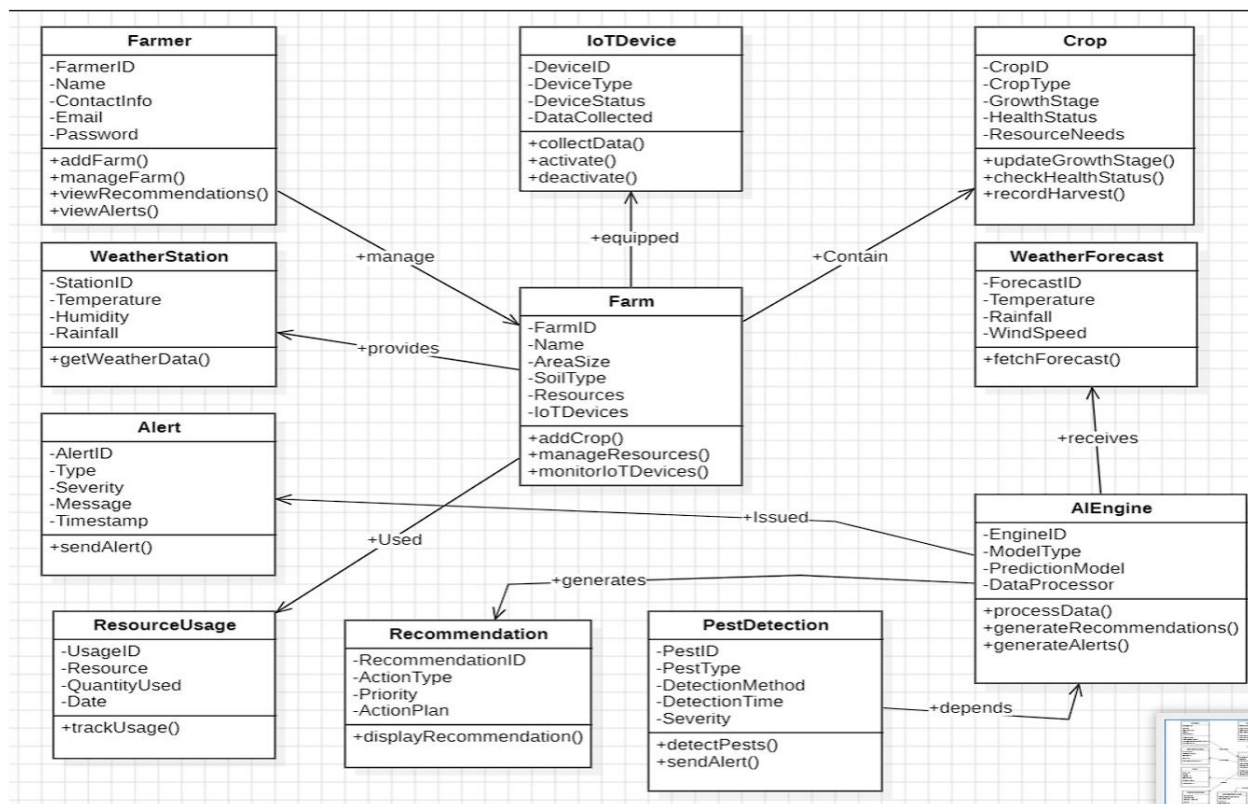 Farmer
-FarmerID
-Name
-ContactInfo
-Email
-Password
+addFarm()
+manageFarm()
+viewRecommendations()
+viewAlerts()
IoTDevice
-DeviceID
-DeviceType
-DeviceStatus
-DataCollected
+collectData()
+activate()
+deactivate()
Crop
-CropID
-CropType
-GrowthStage
-HealthStatus
-ResourceNeeds
+updateGrowthStage()
+checkHealthStatus()
+recordHarvest()
+manage
+equipped
+Contain
WeatherStation
-StationID
-Temperature
-Humidity
-Rainfall
+getWeatherData()
+provides
Farm
-FarmID
-Name
-AreaSize
-SoilType
-Resources
-IoTDevices
+addCrop()
+manageResources()
+monitorIoTDevices()
WeatherForecast
-ForecastID
-Temperature
-Rainfall
-WindSpeed
+fetchForecast()
+receives
Alert
-AlertID
-Type
-Severity
-Message
-Timestamp
+sendAlert()
+Issued
+Used
+generates
AIEngine
-EngineID
-ModelType
-PredictionModel
-DataProcessor
+processData()
+generateRecommendations()
+generateAlerts()
ResourceUsage
-UsageID
-Resource
-QuantityUsed
-Date
+trackUsage()
Recommendation
-RecommendationID
-ActionType
-Priority
-ActionPlan
+displayRecommendation()
PestDetection
-PestID
-PestType
-DetectionMethod
-DetectionTime
-Severity
+detectPests()
+sendAlert()
+depends